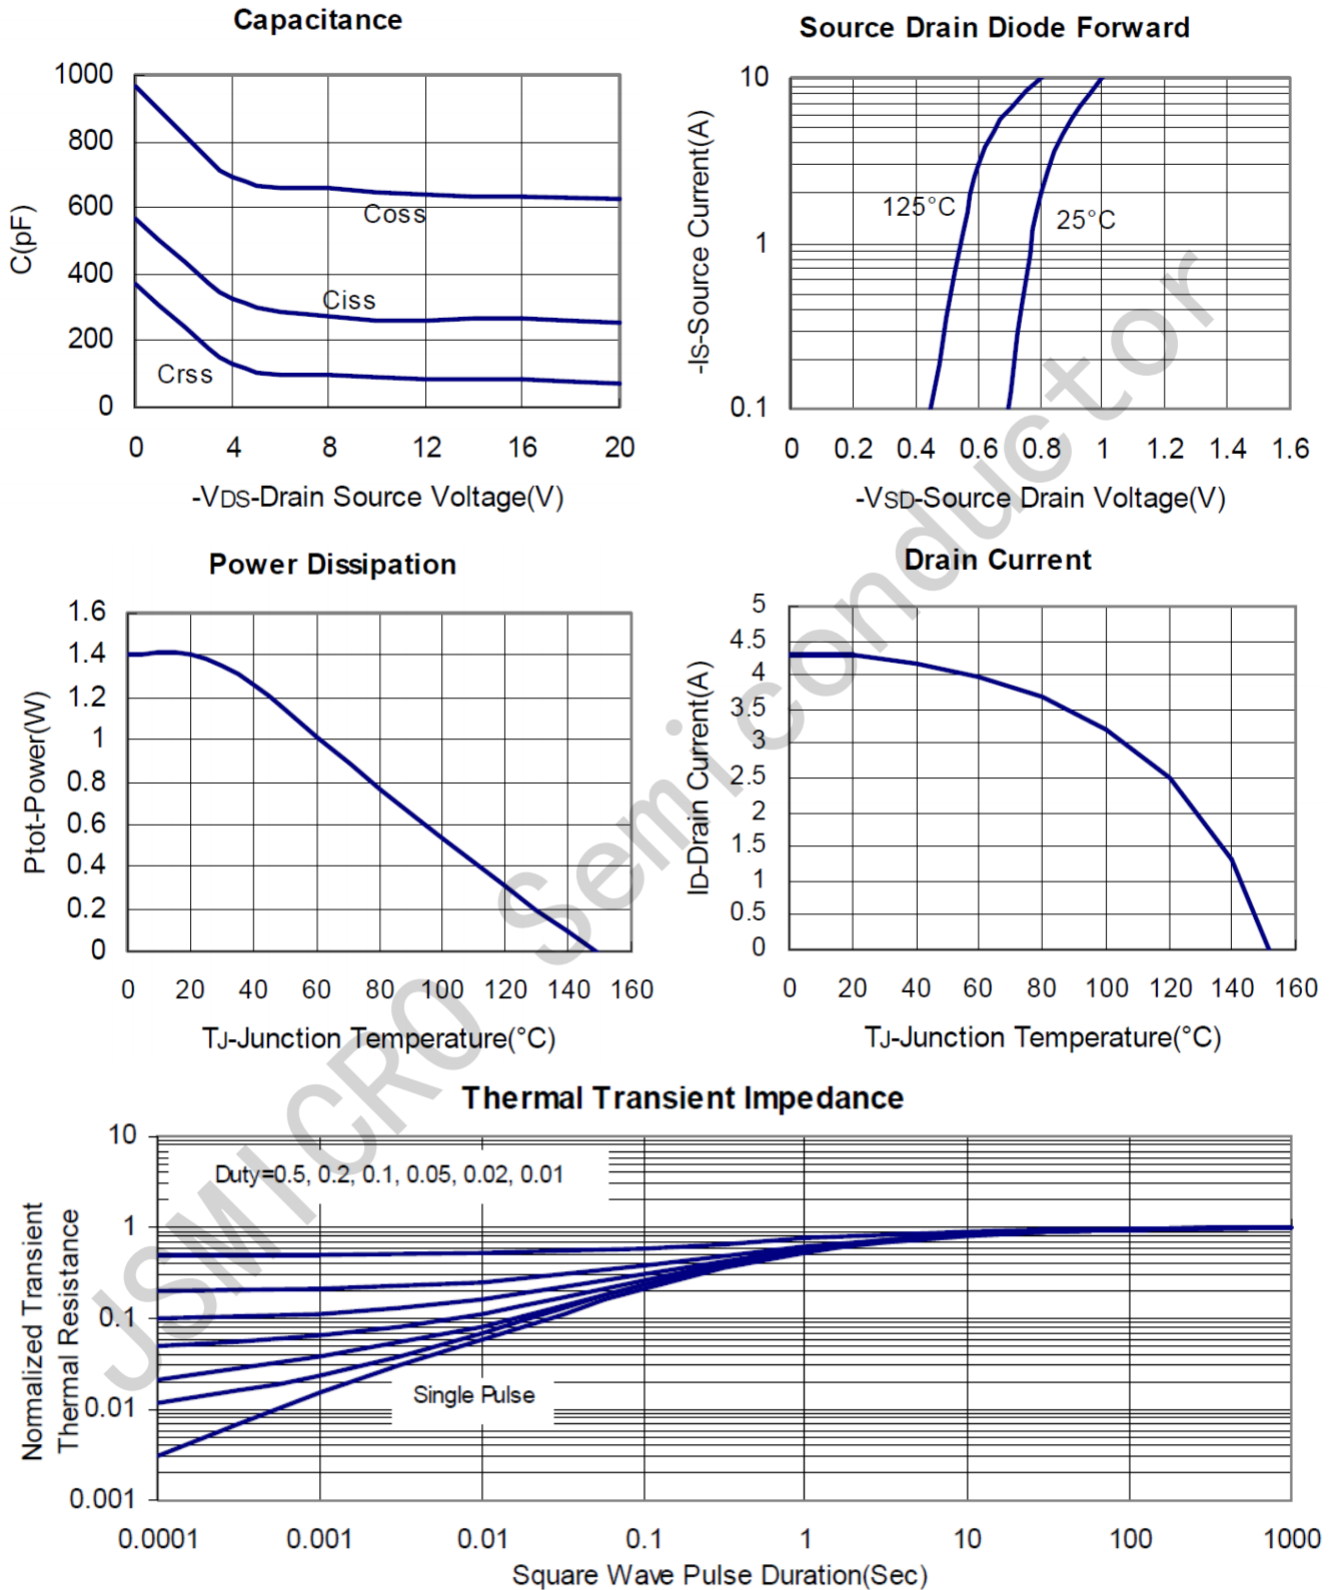 Capacitance
1000
800
600
400
200
0
C(pF)
Coss
Ciss
Crss
0 4 8 12 16 20
-VDS-Drain Source Voltage(V)
Source Drain Diode Forward
10
1
0.1
-IS-Source Current(A)
125°C
25°C
0 0.2 0.4 0.6 0.8 1 1.2 1.4 1.6
-VSD-Source Drain Voltage(V)
Power Dissipation
1.6
1.4
1.2
1
0.8
0.6
0.4
0.2
0
Ptot-Power(W)
0 20 40 60 80 100 120 140 160
TJ-Junction Temperature(°C)
Drain Current
5
4.5
4
3.5
3
2.5
2
1.5
1
0.5
0
ID-Drain Current(A)
0 20 40 60 80 100 120 140 160
TJ-Junction Temperature(°C)
Thermal Transient Impedance
10
1
0.1
0.01
0.001
Normalized Transient
Thermal Resistance
Duty=0.5, 0.2, 0.1, 0.05, 0.02, 0.01
Single Pulse
0.0001 0.001 0.01 0.1 1 10 100 1000
Square Wave Pulse Duration(Sec)
JSMICRO Semiconductor